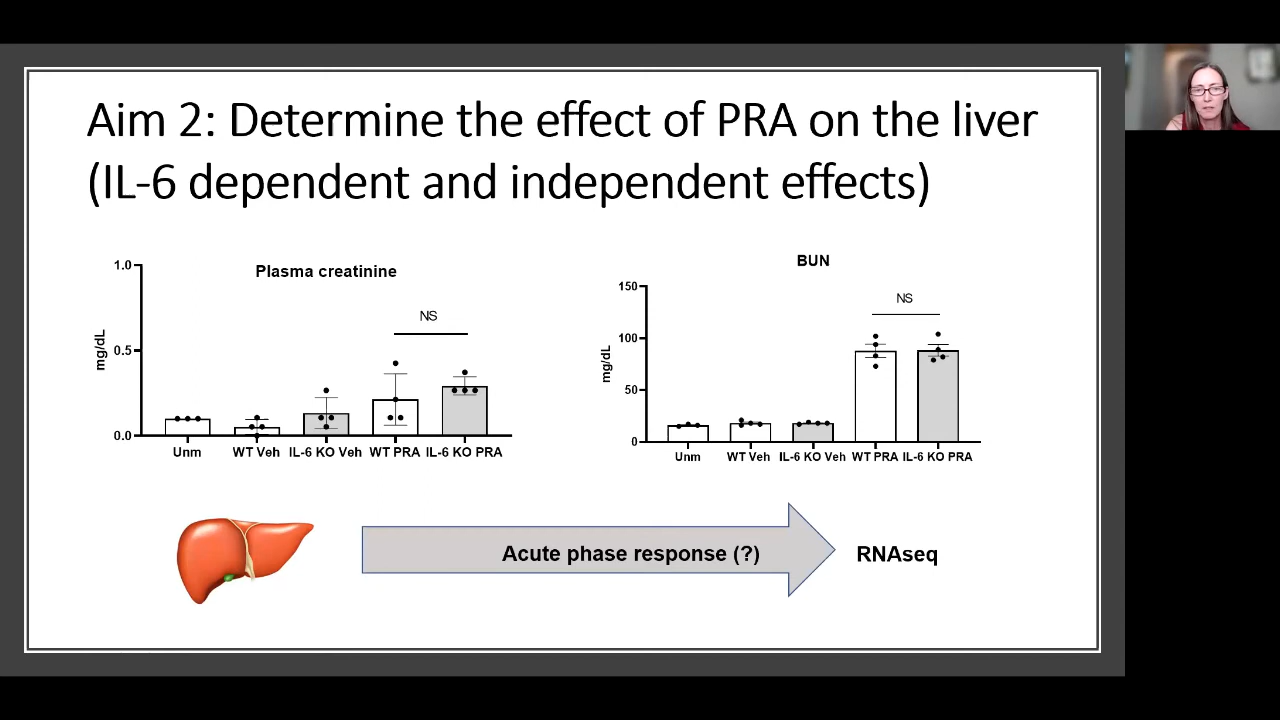 Aim 2: Determine the effect of PRA on the liver
(IL-6 dependent and independent effects)
Plasma creatinine
mg/dL
1.0
0.5
0.0
NS
Unm WT Veh IL-6 KO Veh WT PRA IL-6 KO PRA
BUN
mg/dL
150
100
50
0
NS
Unm WT Veh IL-6 KO Veh WT PRA IL-6 KO PRA
Acute phase response (?)
RNAseq